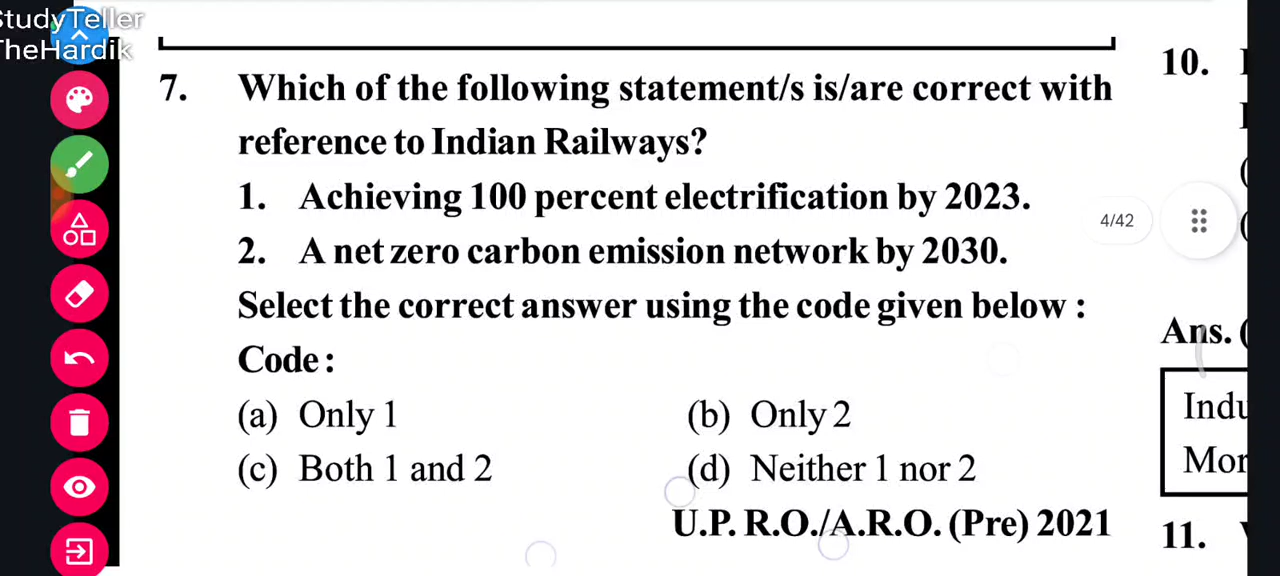 StudyTeller
TheHardik
7. Which of the following statement/s is/are correct with
reference to Indian Railways?
1. Achieving 100 percent electrification by 2023.
2. A net zero carbon emission network by 2030.
Select the correct answer using the code given below :
Code :
(a) Only 1 (b) Only 2
(c) Both 1 and 2 (d) Neither 1 nor 2
U.P. R.O./A.R.O. (Pre) 2021
4/42
10.
Ans. (
11.